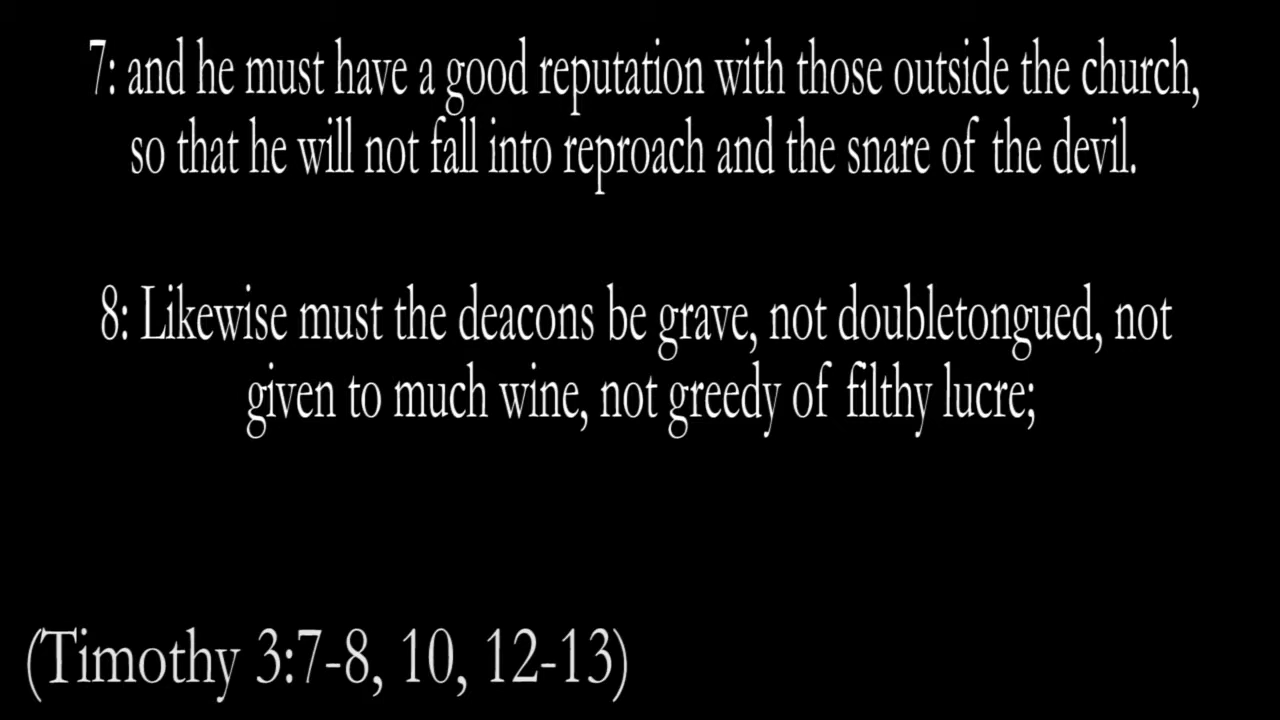 7: and he must have a good reputation with those outside the church,
so that he will not fall into reproach and the snare of the devil.
8: Likewise must the deacons be grave, not doubletongued, not
given to much wine, not greedy of filthy lucre;
(Timothy 3:7-8, 10, 12-13)